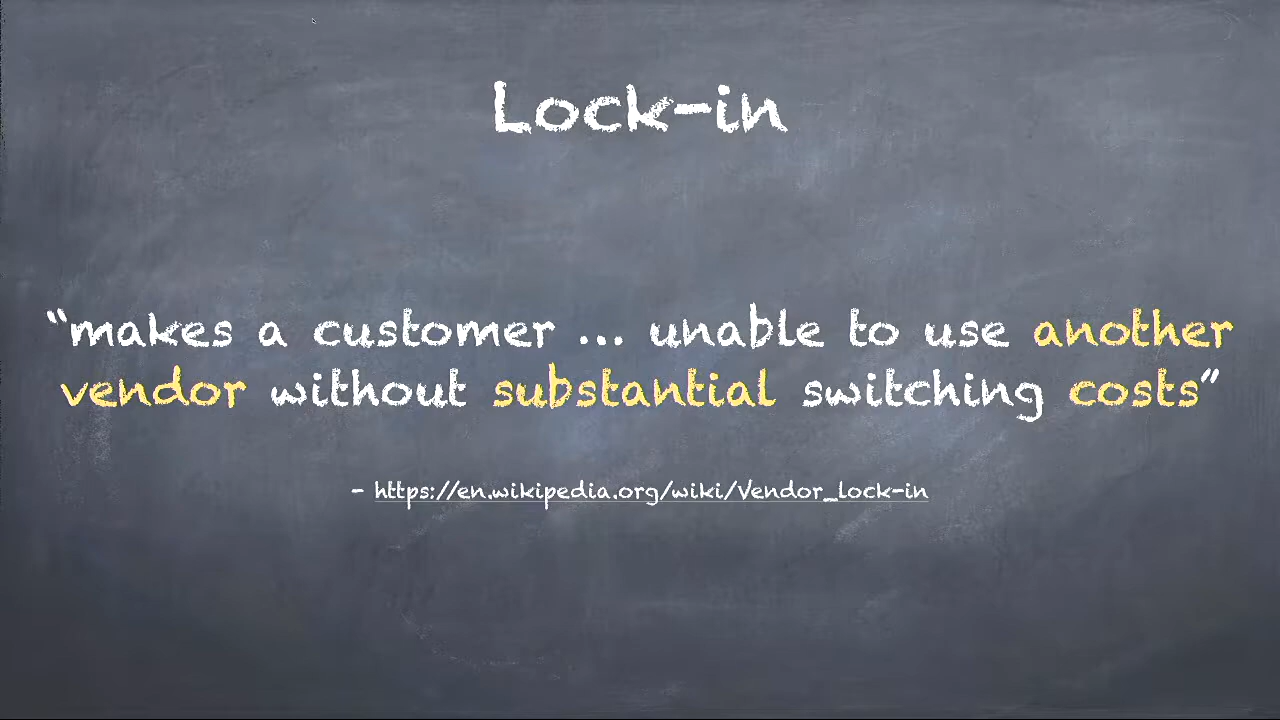 Lock-in
“makes a customer ... unable to use another
vendor without substantial switching costs”
- https://en.wikipedia.org/wiki/Vendor_lock-in